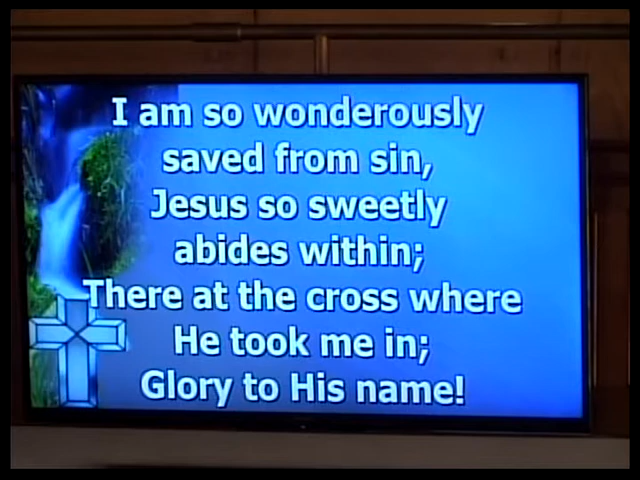 I am so wonderously
saved from sin,
Jesus so sweetly
abides within;
There at the cross where
He took me in;
Glory to His name!